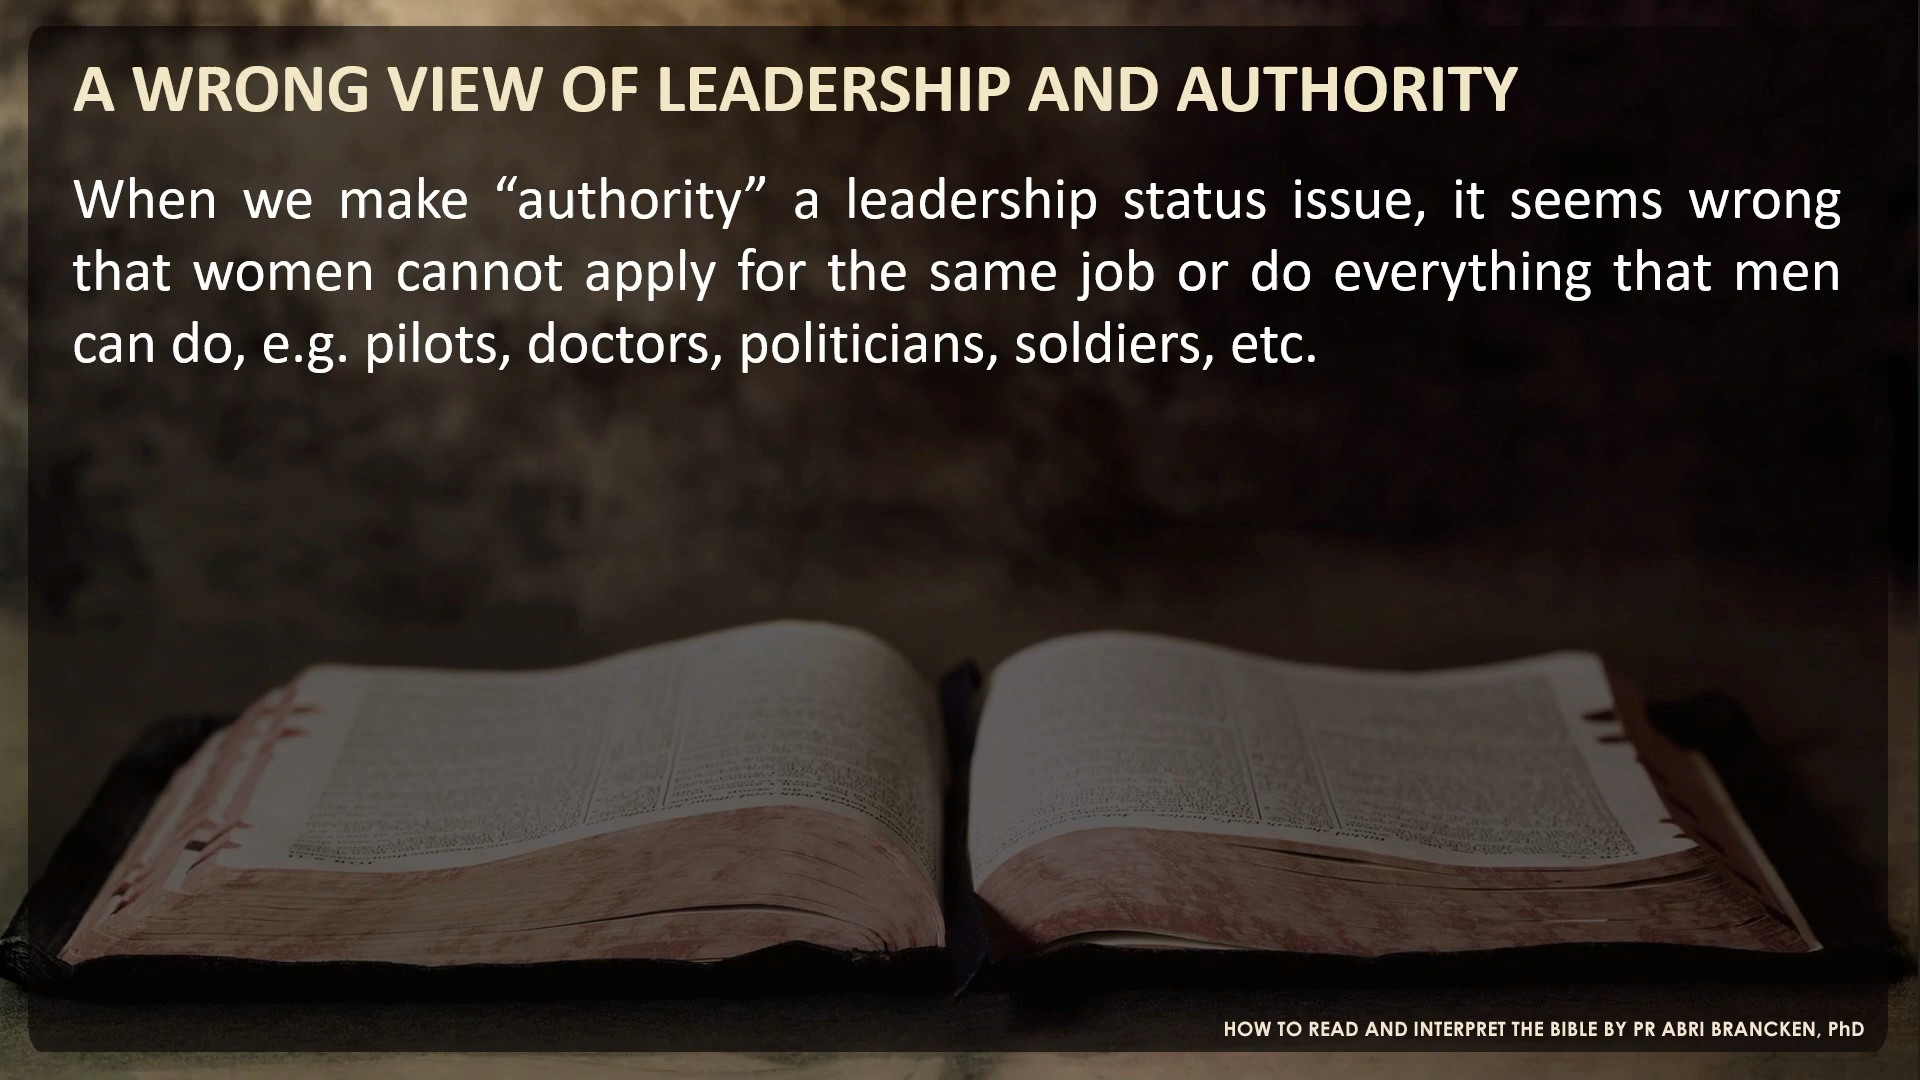 A WRONG VIEW OF LEADERSHIP AND AUTHORITY
When we make “authority” a leadership status issue, it seems wrong
that women cannot apply for the same job or do everything that men
can do, e.g. pilots, doctors, politicians, soldiers, etc.
HOW TO READ AND INTERPRET THE BIBLE BY PR ABRI BRANCKEN, PhD